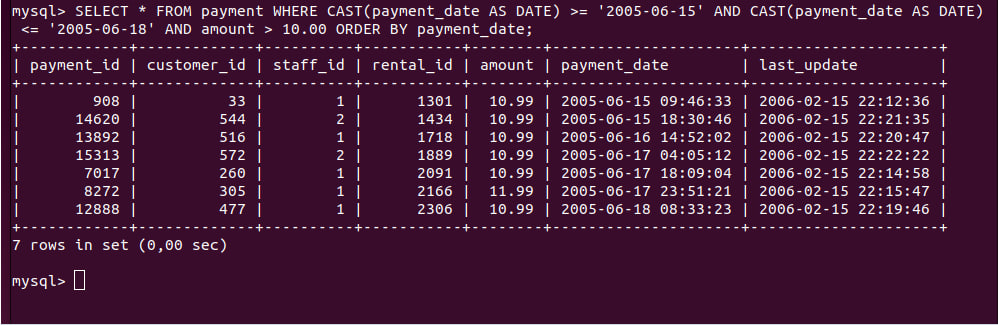 mysql> SELECT * FROM payment WHERE CAST(payment_date AS DATE) >= '2005-06-15' AND CAST(payment_date AS DATE)
 <= '2005-06-18' AND amount > 10.00 ORDER BY payment_date;
+------------+-------------+----------+-----------+--------+---------------------+---------------------+
| payment_id | customer_id | staff_id | rental_id | amount | payment_date        | last_update         |
+------------+-------------+----------+-----------+--------+---------------------+---------------------+
|        908 |          33 |        1 |      1301 |  10.99 | 2005-06-15 09:46:33 | 2006-02-15 22:12:36 |
|      14620 |         544 |        2 |      1434 |  10.99 | 2005-06-15 18:30:46 | 2006-02-15 22:21:35 |
|      13892 |         516 |        1 |      1718 |  10.99 | 2005-06-16 14:52:02 | 2006-02-15 22:20:47 |
|      15313 |         572 |        2 |      1889 |  10.99 | 2005-06-17 04:05:12 | 2006-02-15 22:22:22 |
|       7017 |         260 |        1 |      2091 |  10.99 | 2005-06-17 18:09:04 | 2006-02-15 22:14:58 |
|       8272 |         305 |        1 |      2166 |  11.99 | 2005-06-17 23:51:21 | 2006-02-15 22:15:47 |
|      12888 |         477 |        1 |      2306 |  10.99 | 2005-06-18 08:33:23 | 2006-02-15 22:19:46 |
+------------+-------------+----------+-----------+--------+---------------------+---------------------+
7 rows in set (0,00 sec)
mysql>